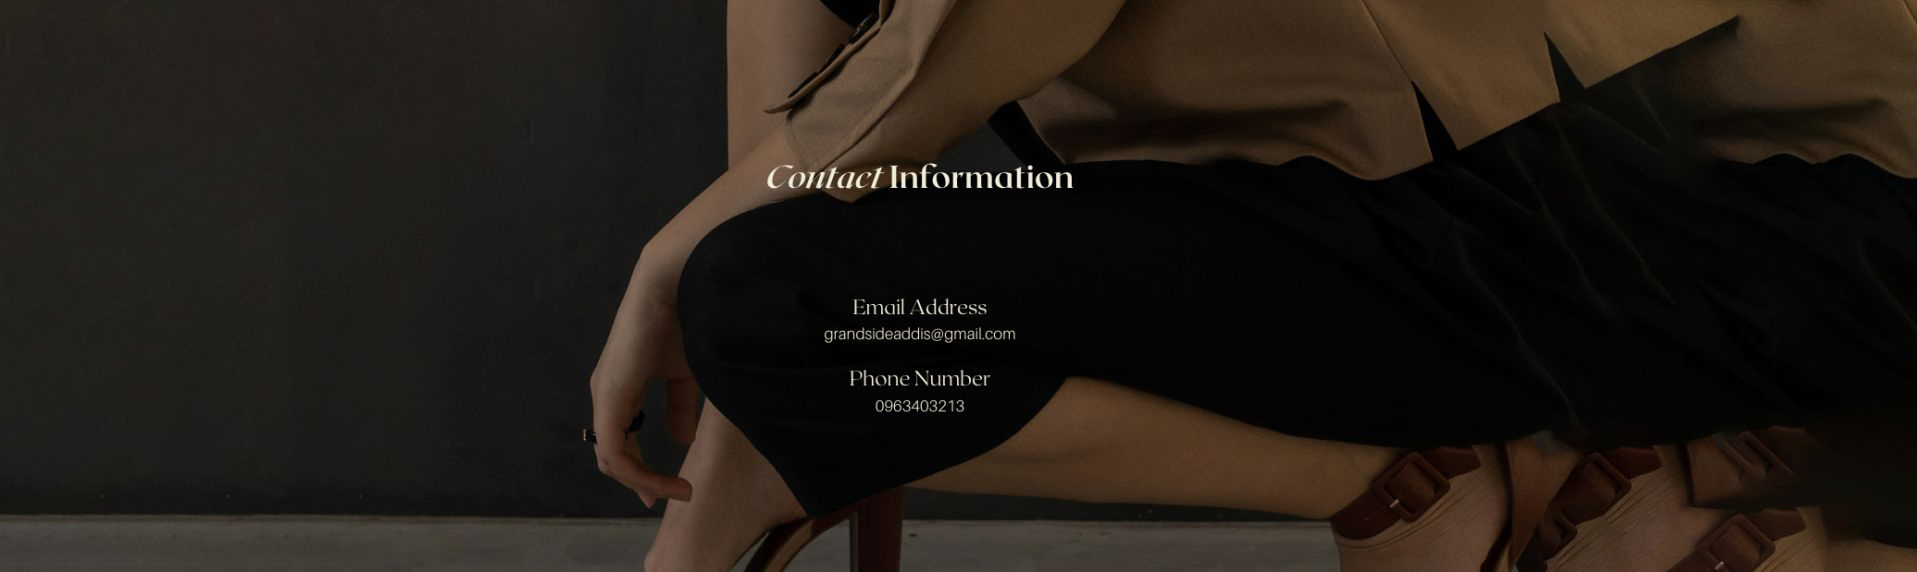 Contact Information
Email Address
grandsideaddis@gmail.com
Phone Number
0963403213